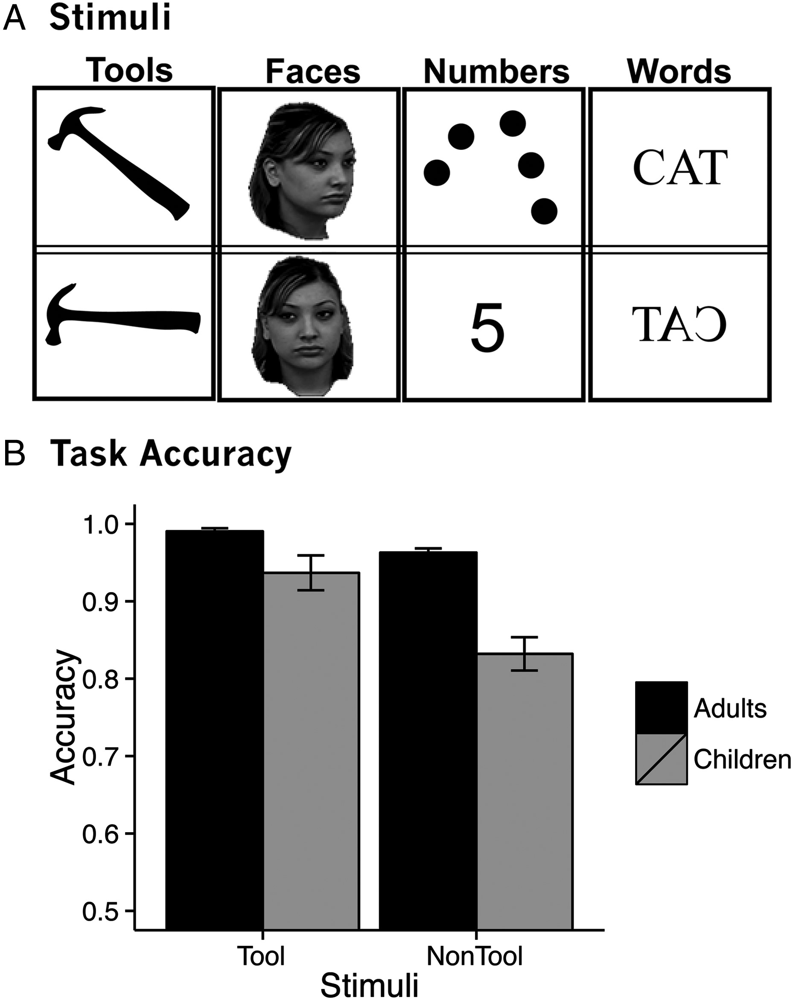 A Stimuli
Tools Faces Numbers Words
CAT
5 TAƆ
B Task Accuracy
1.0
0.9
0.8
0.7
0.6
0.5
Accuracy
Adults
Children
Tool NonTool
Stimuli